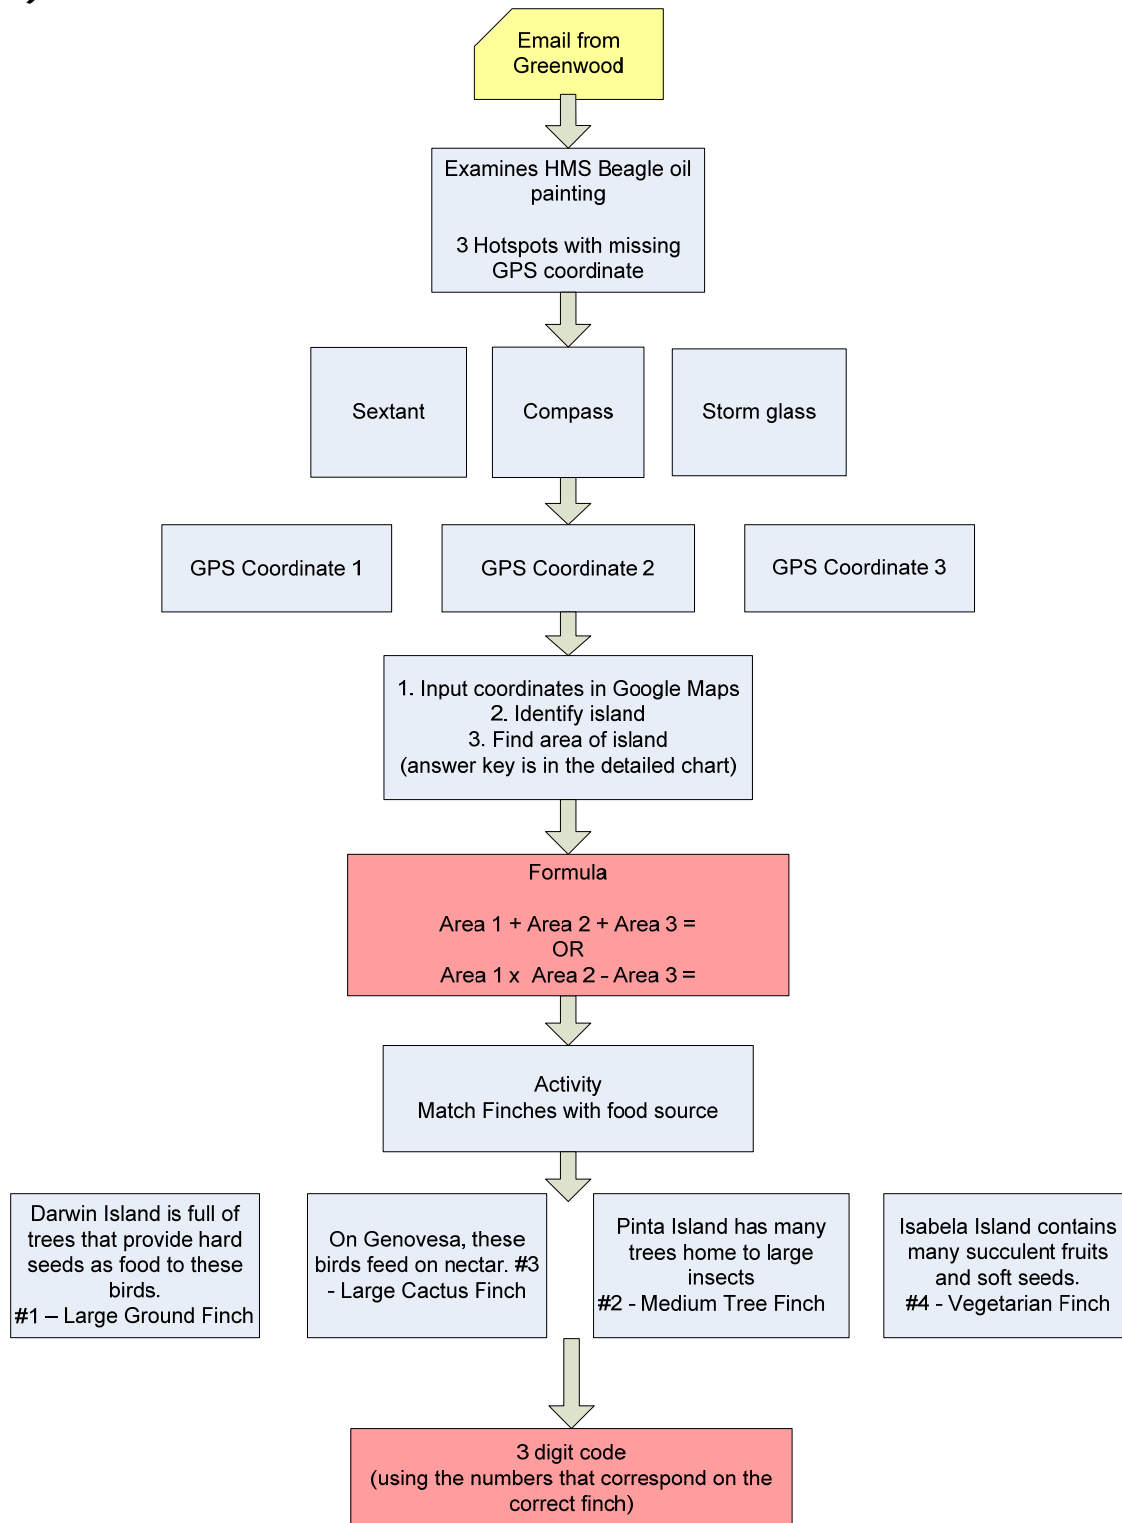 Email from
Greenwood
Examines HMS Beagle oil
painting
3 Hotspots with missing
GPS coordinate
Sextant
Compass
Storm glass
GPS Coordinate 1
GPS Coordinate 2
GPS Coordinate 3
1. Input coordinates in Google Maps
2. Identify island
3. Find area of island
(answer key is in the detailed chart)
Formula
Area 1 + Area 2 + Area 3 =
OR
Area 1 x  Area 2 - Area 3 =
Activity
Match Finches with food source
Darwin Island is full of
trees that provide hard
seeds as food to these
birds.
#1 – Large Ground Finch
On Genovesa, these
birds feed on nectar. #3
- Large Cactus Finch
Pinta Island has many
trees home to large
insects
#2 - Medium Tree Finch
Isabela Island contains
many succulent fruits
and soft seeds.
#4 - Vegetarian Finch
3 digit code
(using the numbers that correspond on the
correct finch)